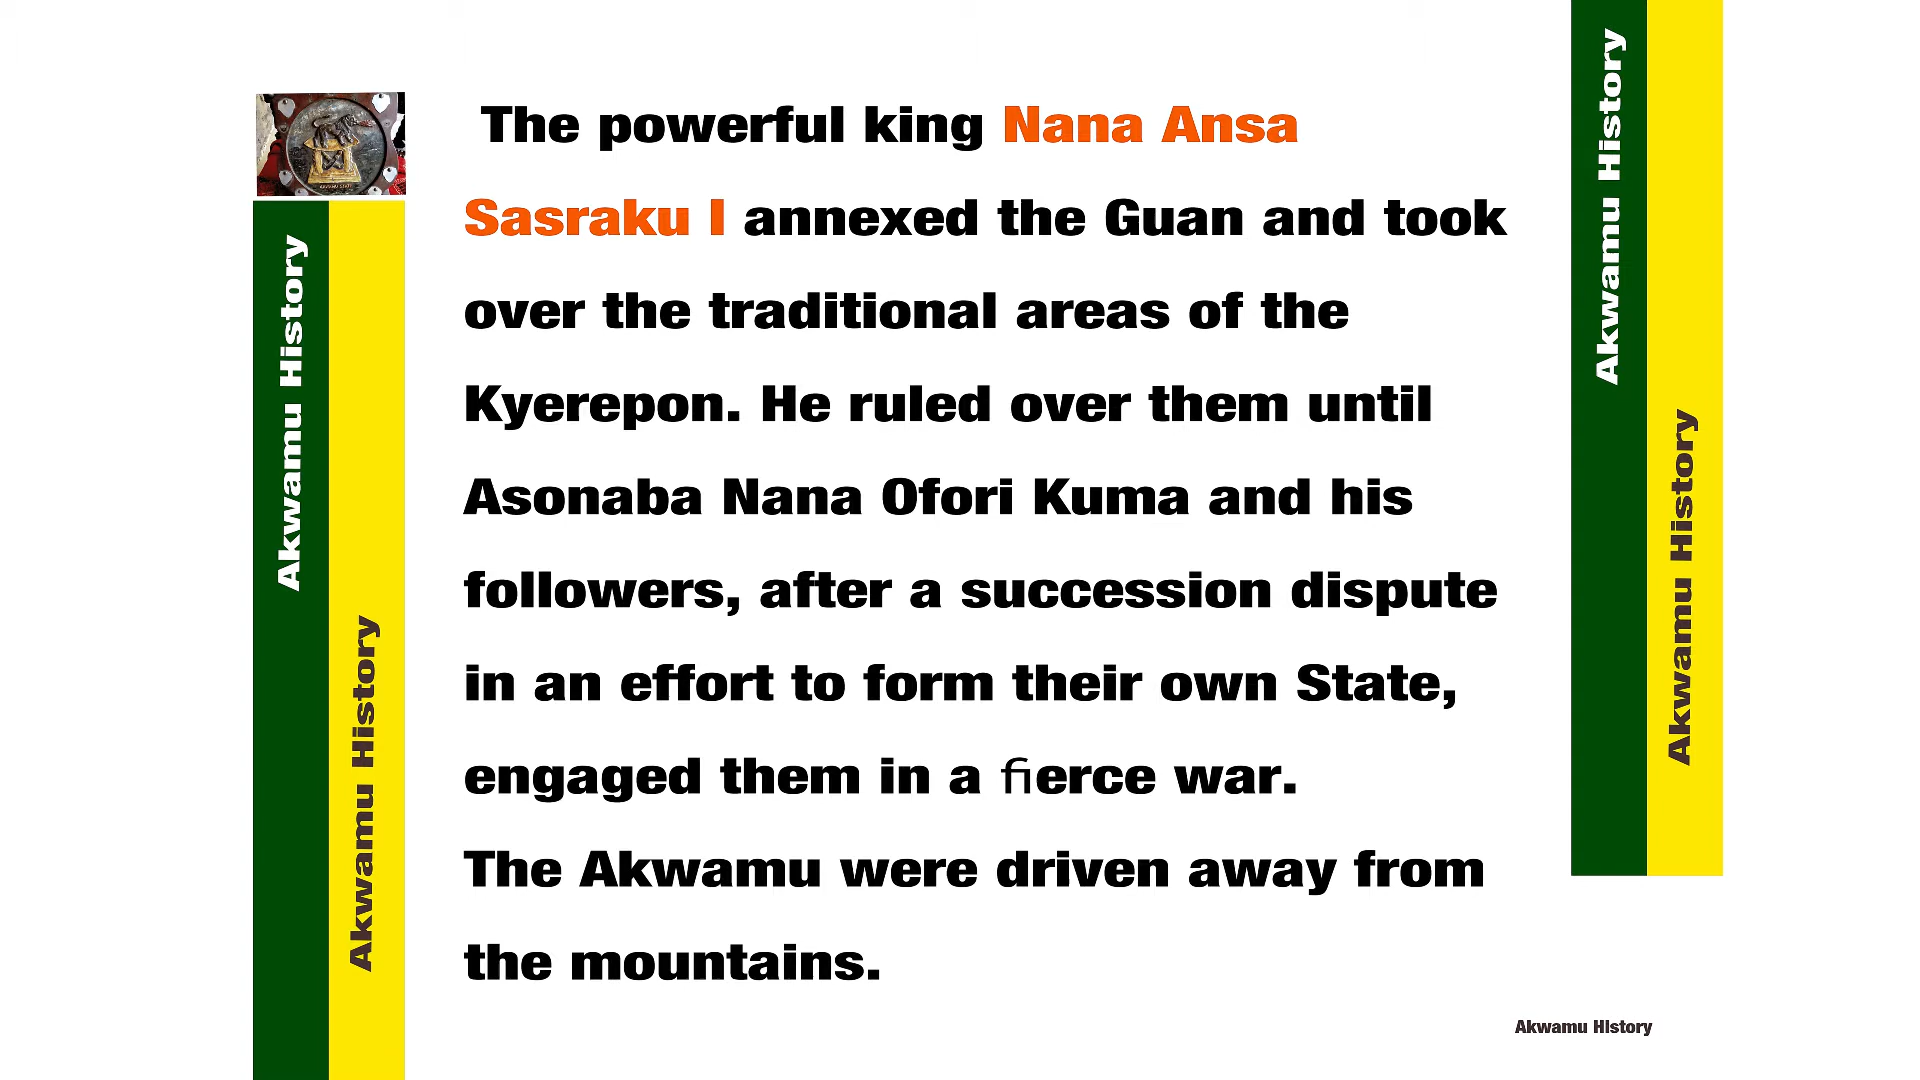 The powerful king Nana Ansa
Sasraku I annexed the Guan and took
over the traditional areas of the
Kyerepon. He ruled over them until
Asonaba Nana Ofori Kuma and his
followers, after a succession dispute
in an effort to form their own State,
engaged them in a fierce war.
The Akwamu were driven away from
the mountains.
Akwamu History
Akwamu History
Akwamu History
Akwamu History
Akwamu History